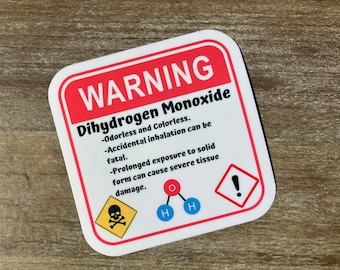 WARNING
Dihydrogen Monoxide
-Odorless and Colorless.
-Accidental inhalation can be
fatal.
-Prolonged exposure to solid
form can cause severe tissue
damage.
!
O
H H